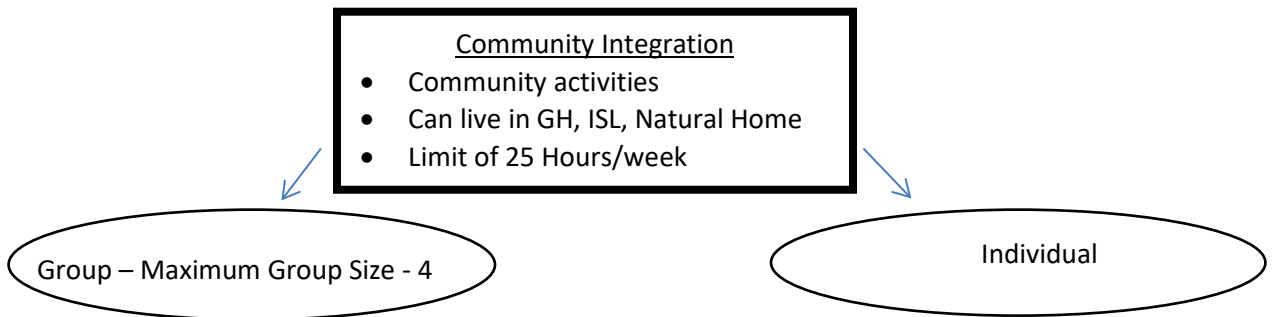 Community Integration
• Community activities
• Can live in GH, ISL, Natural Home
• Limit of 25 Hours/week
Group – Maximum Group Size - 4
Individual